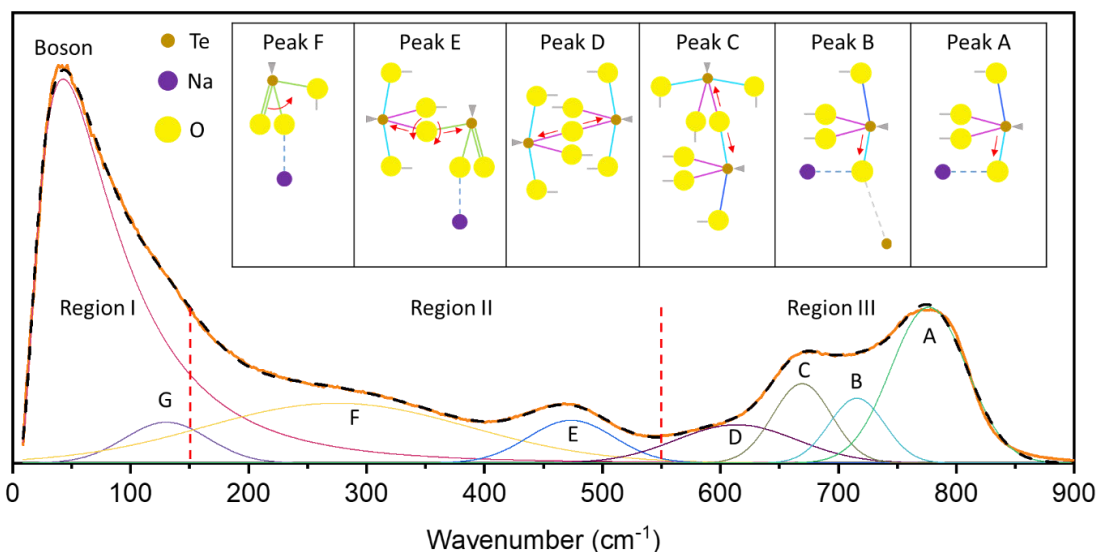 Boson
Te
Na
O
Peak F
Peak E
Peak D
Peak C
Peak B
Peak A
Region I
Region II
Region III
G
F
E
D
C
B
A
0 100 200 300 400 500 600 700 800 900
Wavenumber (cm⁻¹)